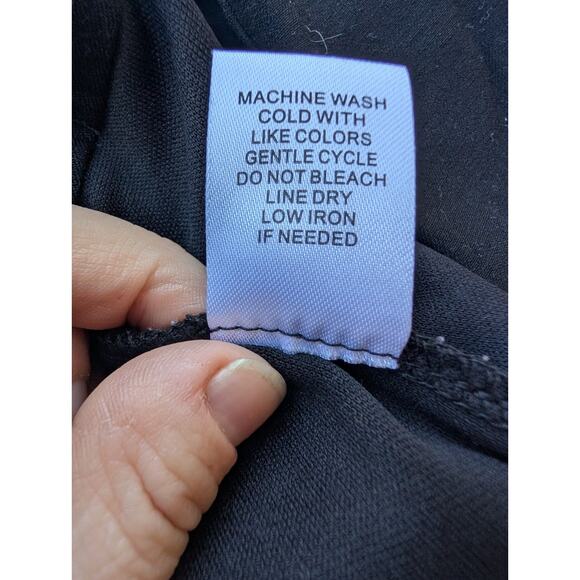 MACHINE WASH
COLD WITH
LIKE COLORS
GENTLE CYCLE
DO NOT BLEACH
LINE DRY
LOW IRON
IF NEEDED